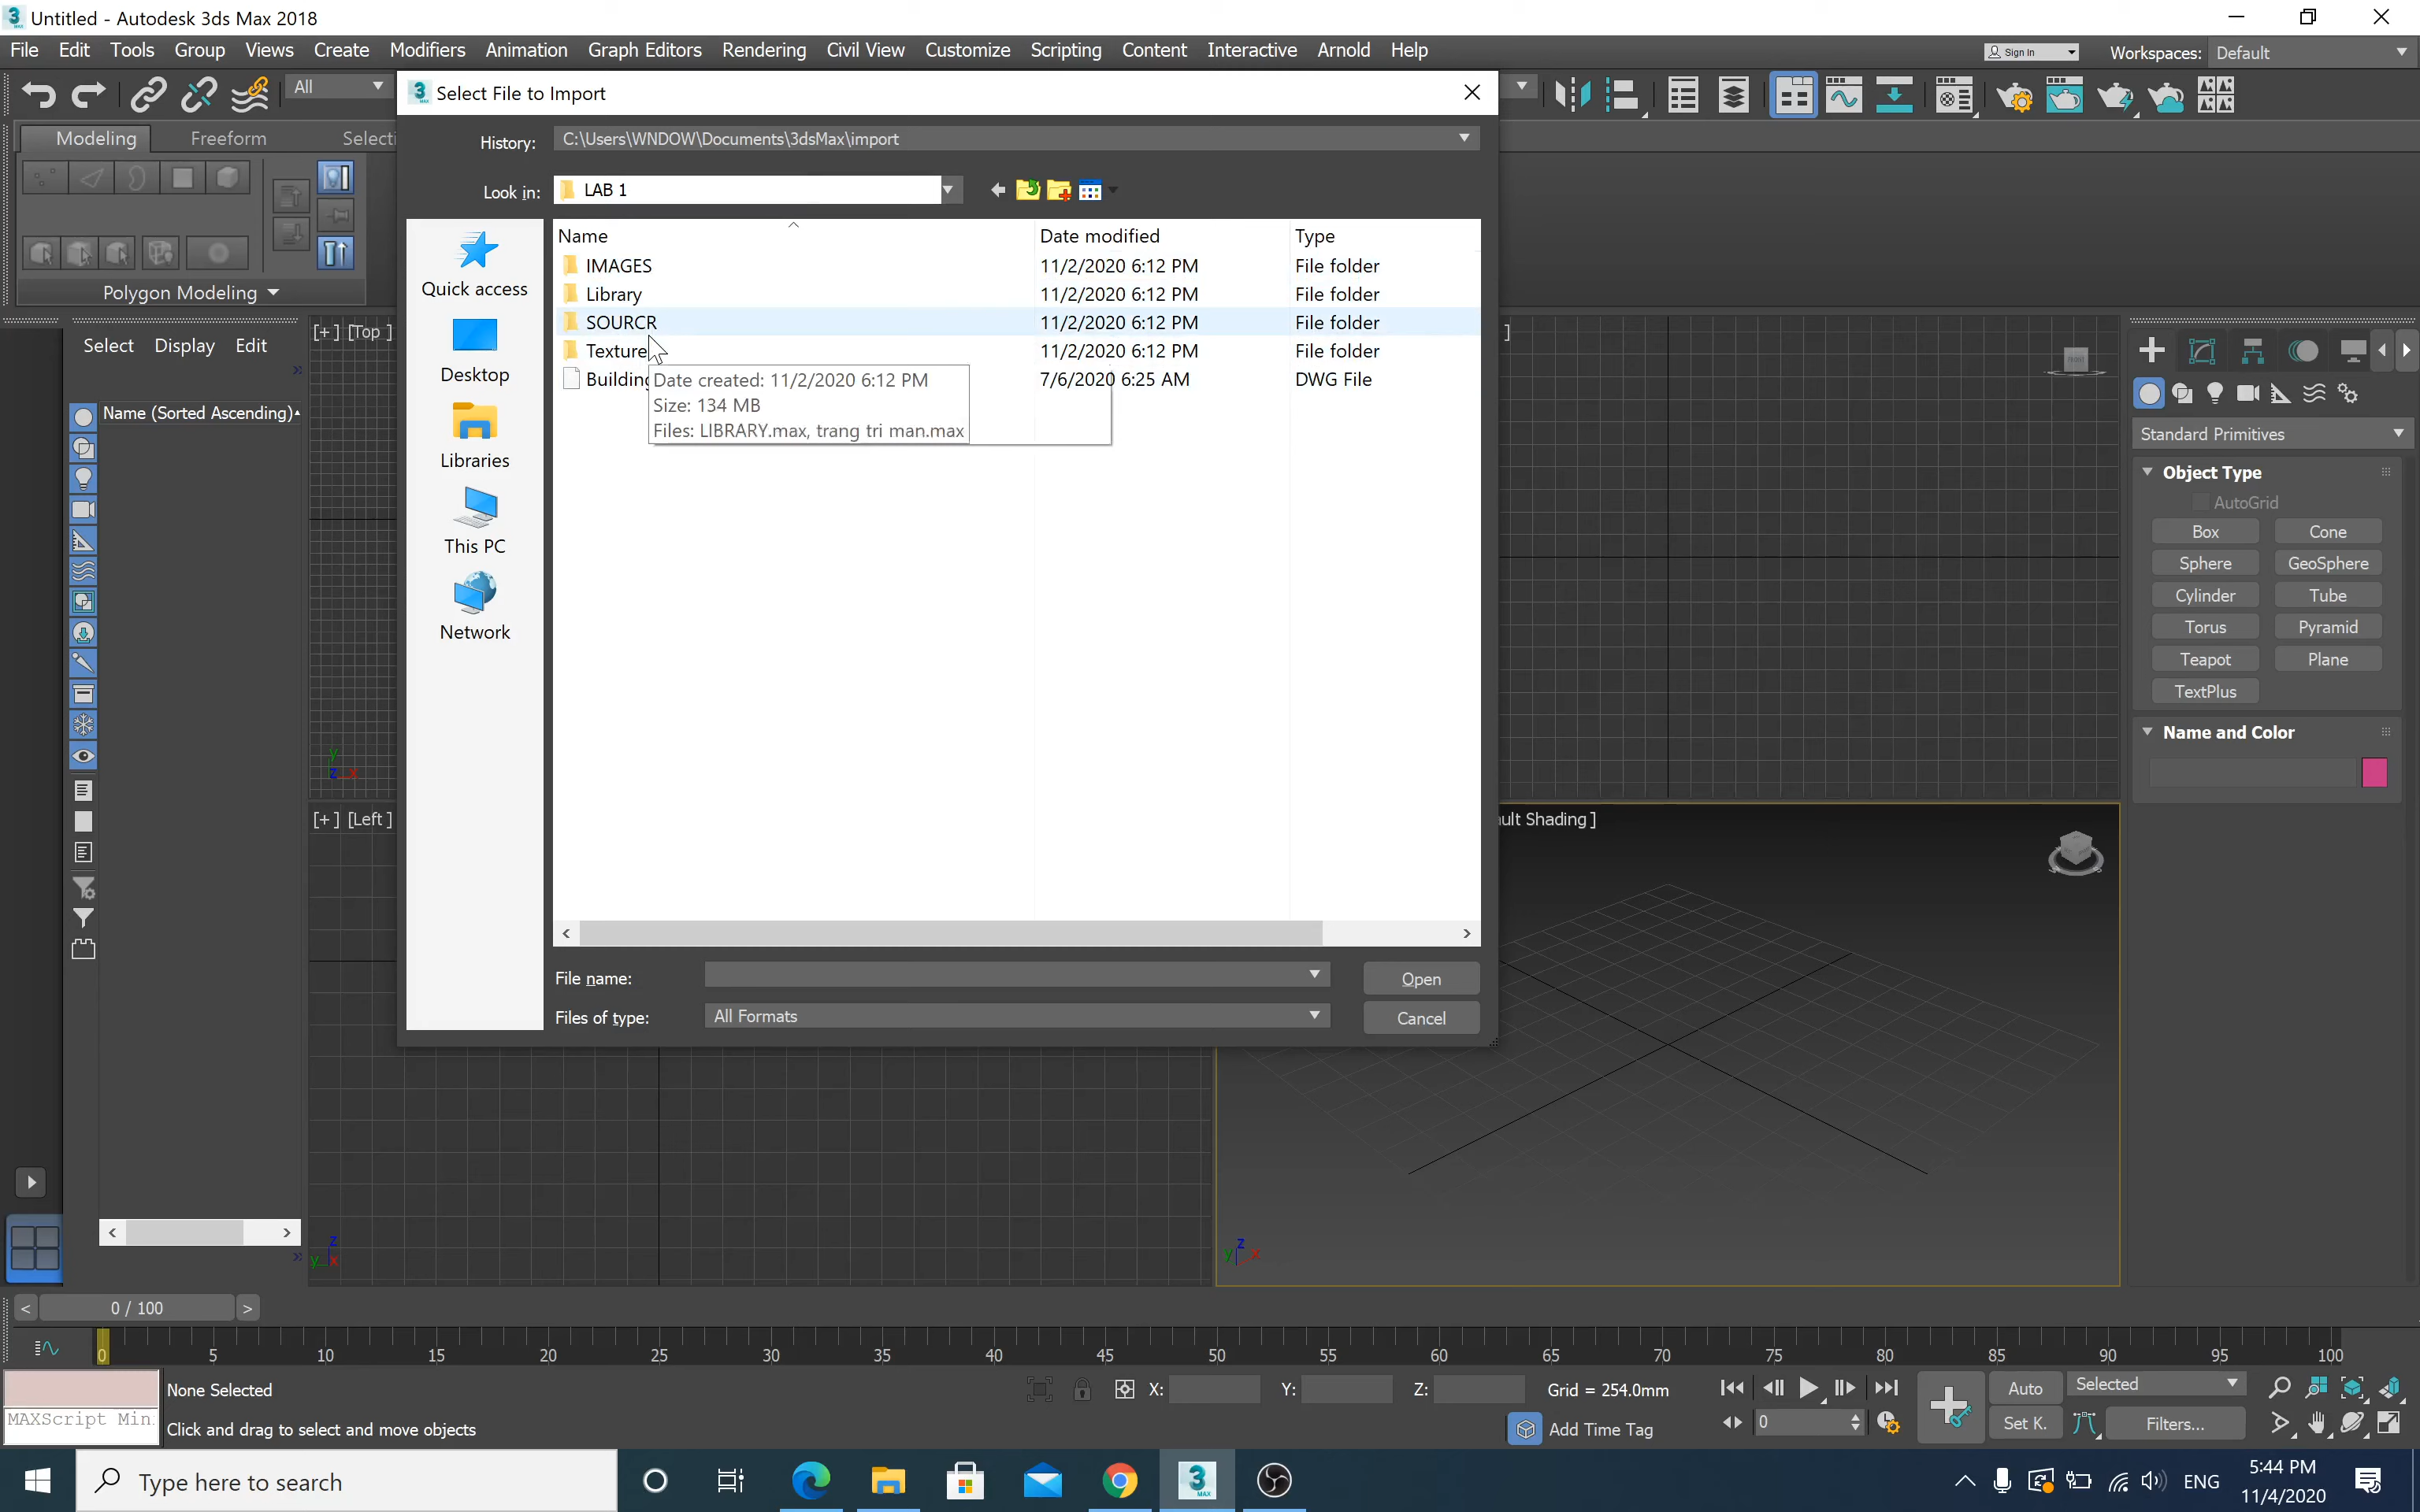 Untitled - Autodesk 3ds Max 2018
File Edit Tools Group Views Create Modifiers Animation Graph Editors Rendering Civil View Customize Scripting Content Interactive Arnold Help
Sign In
Workspaces: Default
All
Select File to Import
Modeling Freeform Selecti
History: C:\Users\WNDOW\Documents\3dsMax\import
Look in: LAB 1
Name Date modified Type
IMAGES 11/2/2020 6:12 PM File folder
Library 11/2/2020 6:12 PM File folder
SOURCR 11/2/2020 6:12 PM File folder
Texture 11/2/2020 6:12 PM File folder
Building 7/6/2020 6:25 AM DWG File
Date created: 11/2/2020 6:12 PM
Size: 134 MB
Files: LIBRARY.max, trang tri man.max
Quick access
Desktop
Libraries
This PC
Network
File name:
Open
Files of type: All Formats
Cancel
Polygon Modeling
Select Display Edit
Name (Sorted Ascending)
[+] [Top]
[+] [Left]
ult Shading]
y
z x
z
y x
z
y x
Standard Primitives
Object Type
AutoGrid
Box Cone
Sphere GeoSphere
Cylinder Tube
Torus Pyramid
Teapot Plane
TextPlus
Name and Color
0 / 100
0 5 10 15 20 25 30 35 40 45 50 55 60 65 70 75 80 85 90 95 100
None Selected
X: Y: Z: Grid = 254.0mm
Auto Selected
MAXScript Min
Click and drag to select and move objects
Add Time Tag
0
Set K. Filters...
Type here to search
3
MAX
ENG
5:44 PM
11/4/2020